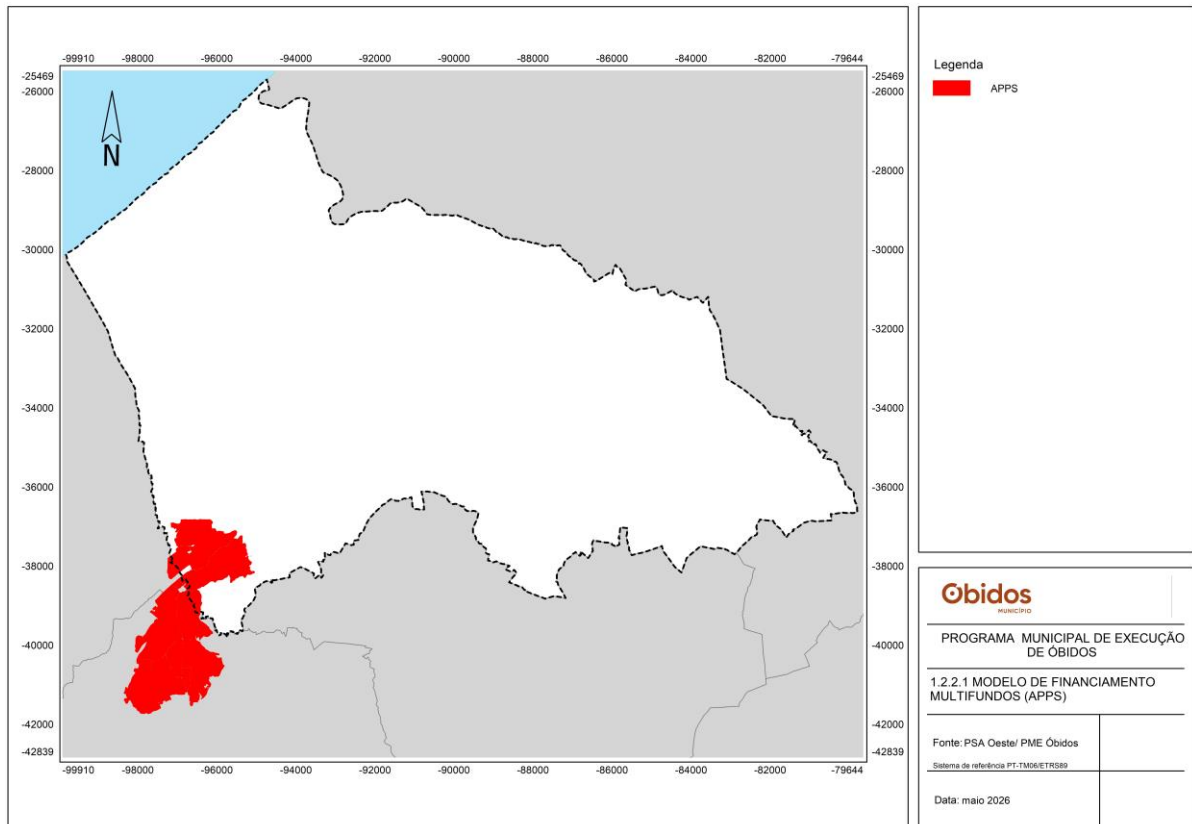 -99910 -98000 -96000 -94000 -92000 -90000 -88000 -86000 -84000 -82000 -79644
-25469 -25469
-26000 -26000
N
-28000 -28000
-30000 -30000
-32000 -32000
-34000 -34000
-36000 -36000
-38000 -38000
-40000 -40000
-42000 -42000
-42839 -42839
-99910 -98000 -96000 -94000 -92000 -90000 -88000 -86000 -84000 -82000 -79644
Legenda
APPS
Óbidos
MUNICÍPIO
PROGRAMA MUNICIPAL DE EXECUÇÃO
DE ÓBIDOS
1.2.2.1 MODELO DE FINANCIAMENTO
MULTIFUNDOS (APPS)
Fonte: PSA Oeste/ PME Óbidos
Sistema de referência PT-TM06/ETRS89
Data: maio 2026